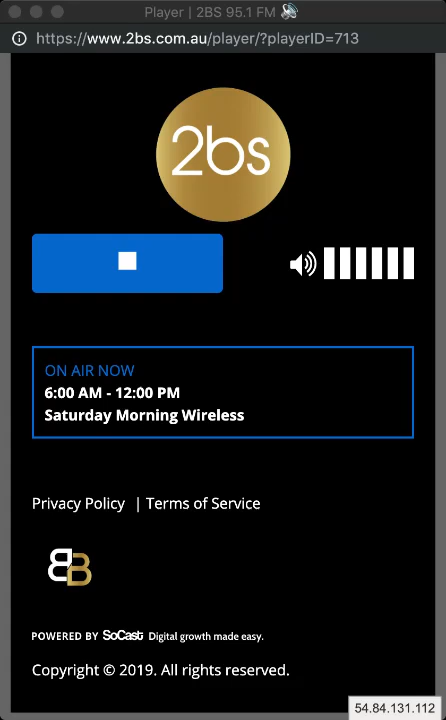 Player | 2BS 95.1 FM
https://www.2bs.com.au/player/?playerID=713
2bs
ON AIR NOW
6:00 AM - 12:00 PM
Saturday Morning Wireless
Privacy Policy | Terms of Service
BB
POWERED BY SoCast Digital growth made easy.
Copyright © 2019. All rights reserved.
54.84.131.112